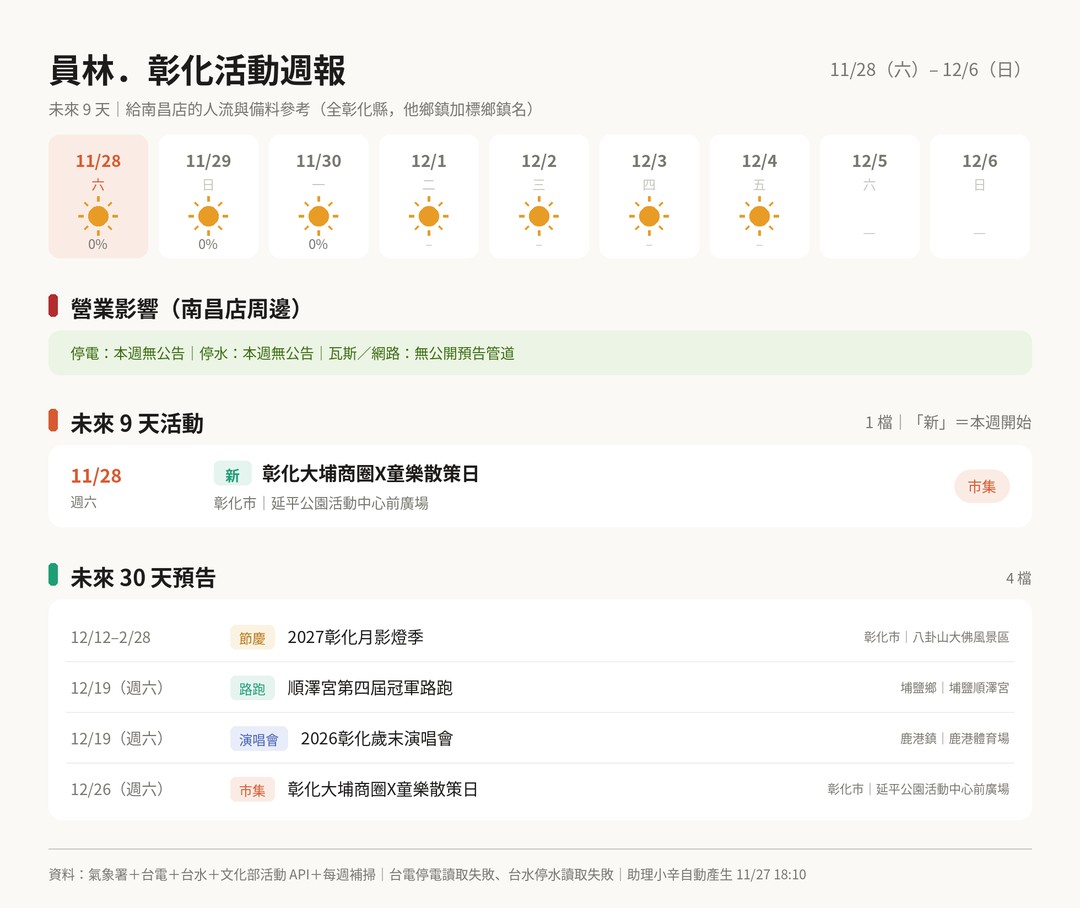 員林．彰化活動週報
11/28（六）– 12/6（日）
未來 9 天｜給南昌店的人流與備料參考（全彰化縣，他鄉鎮加標鄉鎮名）
11/28 11/29 11/30 12/1 12/2 12/3 12/4 12/5 12/6
六 日 一 二 三 四 五 六 日
0% 0% 0% – – – – — —
營業影響（南昌店周邊）
停電：本週無公告｜停水：本週無公告｜瓦斯／網路：無公開預告管道
未來 9 天活動
1 檔｜「新」＝本週開始
11/28 新 彰化大埔商圈X童樂散策日
週六 彰化市｜延平公園活動中心前廣場
市集
未來 30 天預告
4 檔
12/12–2/28 節慶 2027彰化月影燈季 彰化市｜八卦山大佛風景區
12/19（週六） 路跑 順澤宮第四屆冠軍路跑 埔鹽鄉｜埔鹽順澤宮
12/19（週六） 演唱會 2026彰化歲末演唱會 鹿港鎮｜鹿港體育場
12/26（週六） 市集 彰化大埔商圈X童樂散策日 彰化市｜延平公園活動中心前廣場
資料：氣象署＋台電＋台水＋文化部活動 API＋每週補掃｜台電停電讀取失敗、台水停水讀取失敗｜助理小辛自動產生 11/27 18:10